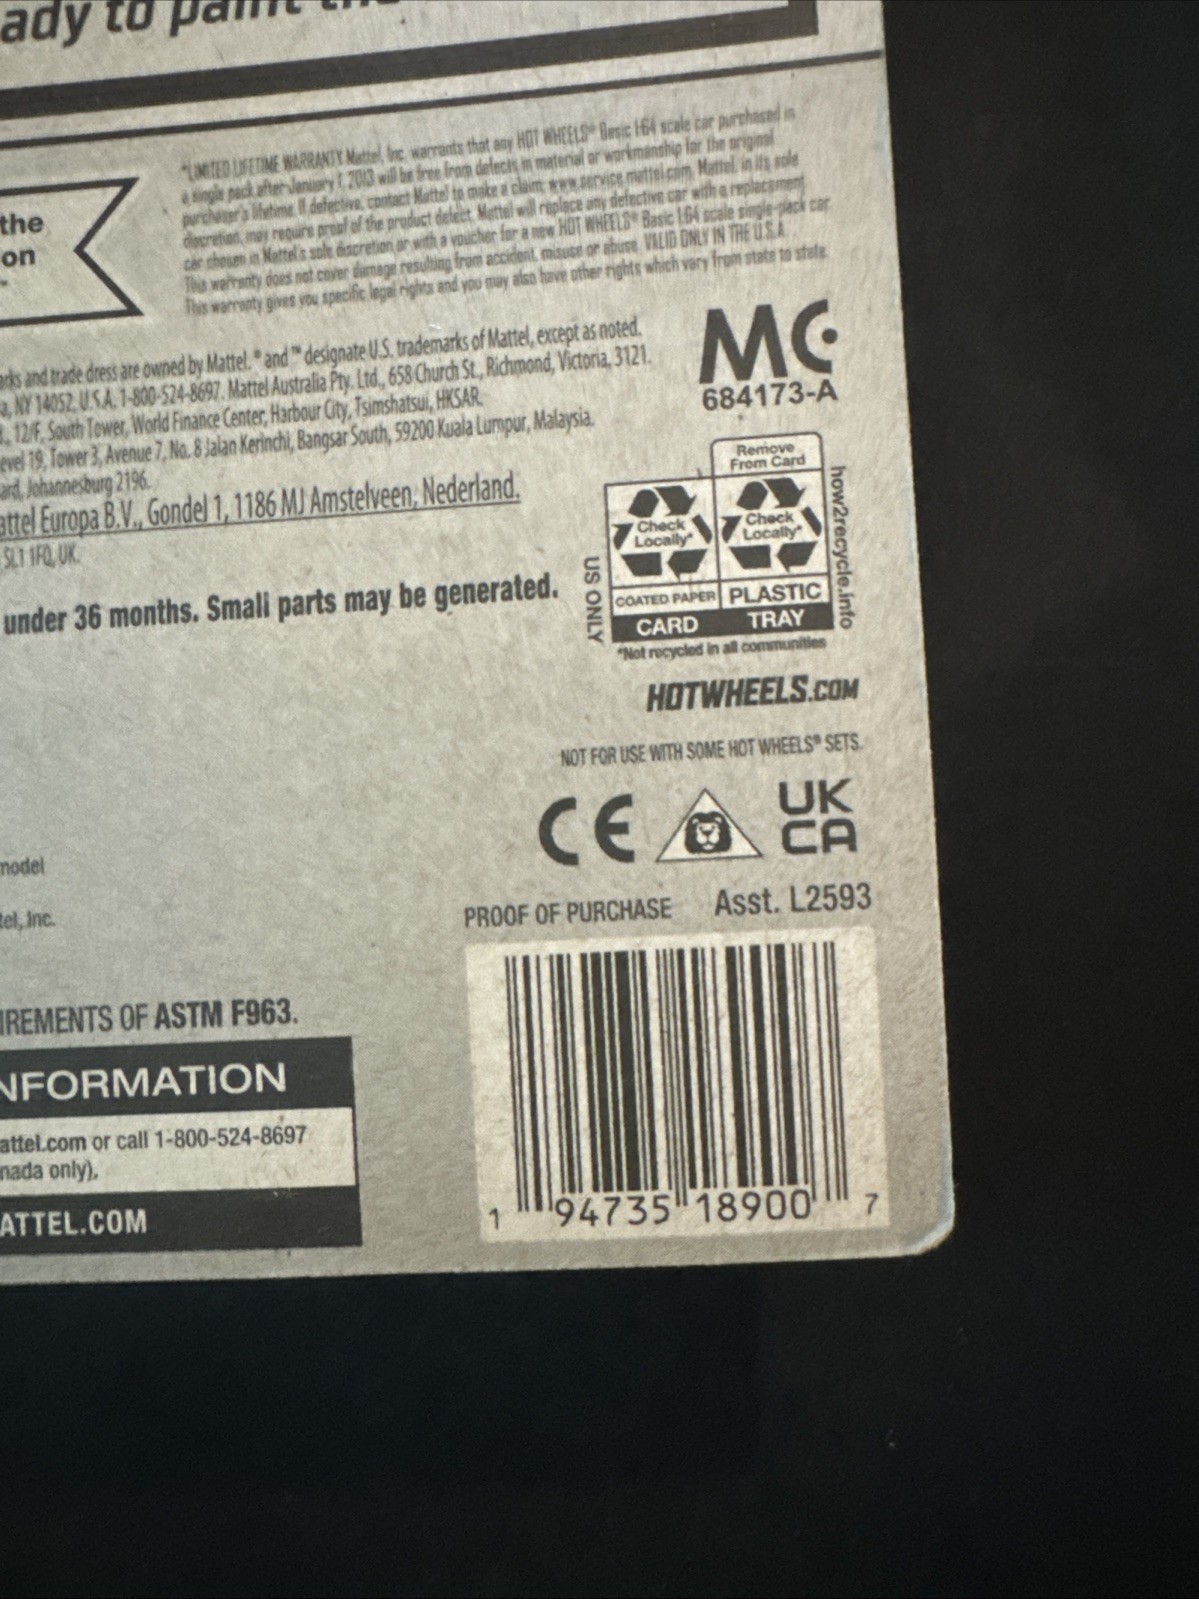 ady to paint th
*LIMITED LIFETIME WARRANTY Mattel, Inc. warrants that any HOT WHEELS® Basic 1:64 scale car purchased in
a single pack after January 1, 2013 will be free from defects in material or workmanship for the original
purchaser's lifetime. If defective, contact Mattel to make a claim: www.service.mattel.com. Mattel, in its sole
discretion, may require proof of the product defect. Mattel will replace any defective car with a replacement
car chosen in Mattel's sole discretion or with a voucher for a new HOT WHEELS® Basic 1:64 scale single-pack car.
This warranty does not cover damage resulting from accident, misuse or abuse. VALID ONLY IN THE U.S.A.
This warranty gives you specific legal rights and you may also have other rights which vary from state to state.
the
on
™
MC
684173-A
arks and trade dress are owned by Mattel. ® and ™ designate U.S. trademarks of Mattel, except as noted.
a, NY 14052, U.S.A. 1-800-524-8697. Mattel Australia Pty. Ltd., 658 Church St., Richmond, Victoria, 3121.
., 12/F, South Tower, World Finance Center, Harbour City, Tsimshatsui, HKSAR.
evel 19, Tower 3, Avenue 7, No. 8 Jalan Kerinchi, Bangsar South, 59200 Kuala Lumpur, Malaysia.
ard, Johannesburg 2196.
attel Europa B.V., Gondel 1, 1186 MJ Amstelveen, Nederland.
SL1 1FQ, UK.
under 36 months. Small parts may be generated.
Remove
From Card
Check
Locally*
Check
Locally*
COATED PAPER
PLASTIC
CARD
TRAY
US ONLY
how2recycle.info
*Not recycled in all communities
HOTWHEELS.COM
NOT FOR USE WITH SOME HOT WHEELS® SETS.
CE
UK
CA
model
tel, Inc.
PROOF OF PURCHASE
Asst. L2593
IREMENTS OF ASTM F963.
NFORMATION
attel.com or call 1-800-524-8697
nada only).
ATTEL.COM
1 94735 18900 7